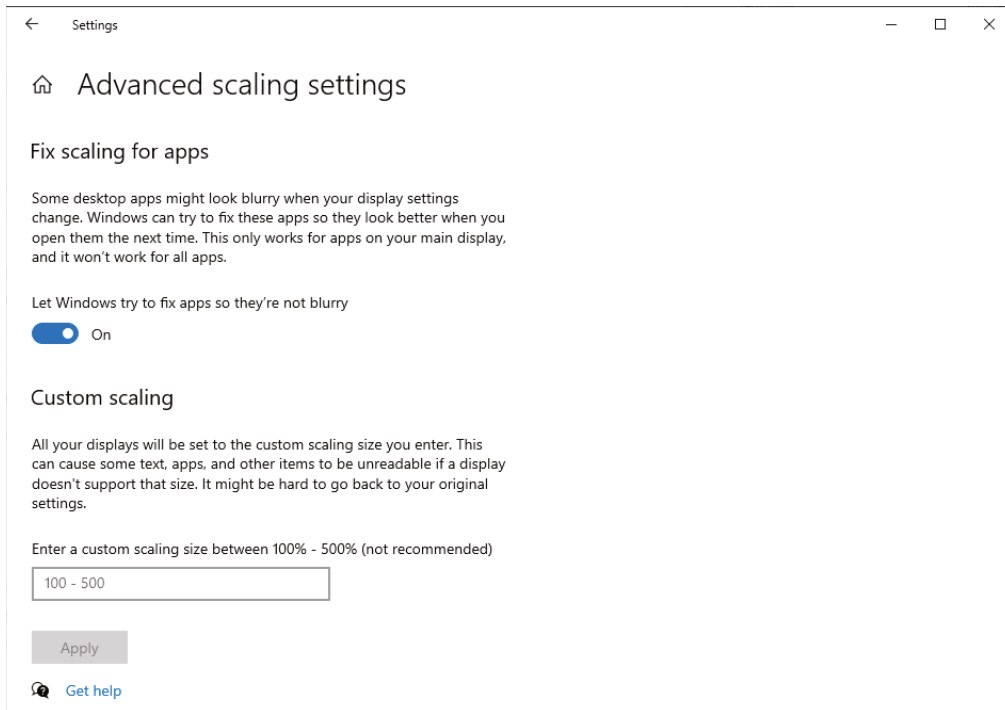 Settings
Advanced scaling settings
Fix scaling for apps
Some desktop apps might look blurry when your display settings
change. Windows can try to fix these apps so they look better when you
open them the next time. This only works for apps on your main display,
and it won't work for all apps.
Let Windows try to fix apps so they're not blurry
On
Custom scaling
All your displays will be set to the custom scaling size you enter. This
can cause some text, apps, and other items to be unreadable if a display
doesn't support that size. It might be hard to go back to your original
settings.
Enter a custom scaling size between 100% - 500% (not recommended)
100 - 500
Apply
Get help